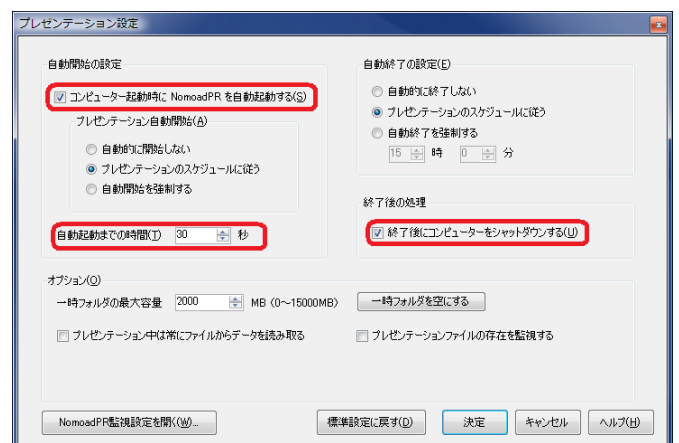 プレゼンテーション設定
自動開始の設定
コンピューター起動時に NomoadPR を自動起動する(S)
プレゼンテーション自動開始(A)
自動的に開始しない
プレゼンテーションのスケジュールに従う
自動開始を強制する
自動起動までの時間(T) 30 秒
自動終了の設定(E)
自動的に終了しない
プレゼンテーションのスケジュールに従う
自動終了を強制する
15 時 0 分
終了後の処理
終了後にコンピューターをシャットダウンする(U)
オプション(O)
一時フォルダの最大容量 2000 MB (0～15000MB) 一時フォルダを空にする
プレゼンテーション中は常にファイルからデータを読み取る プレゼンテーションファイルの存在を監視する
NomoadPR監視設定を開く(W)... 標準設定に戻す(D) 決定 キャンセル ヘルプ(H)